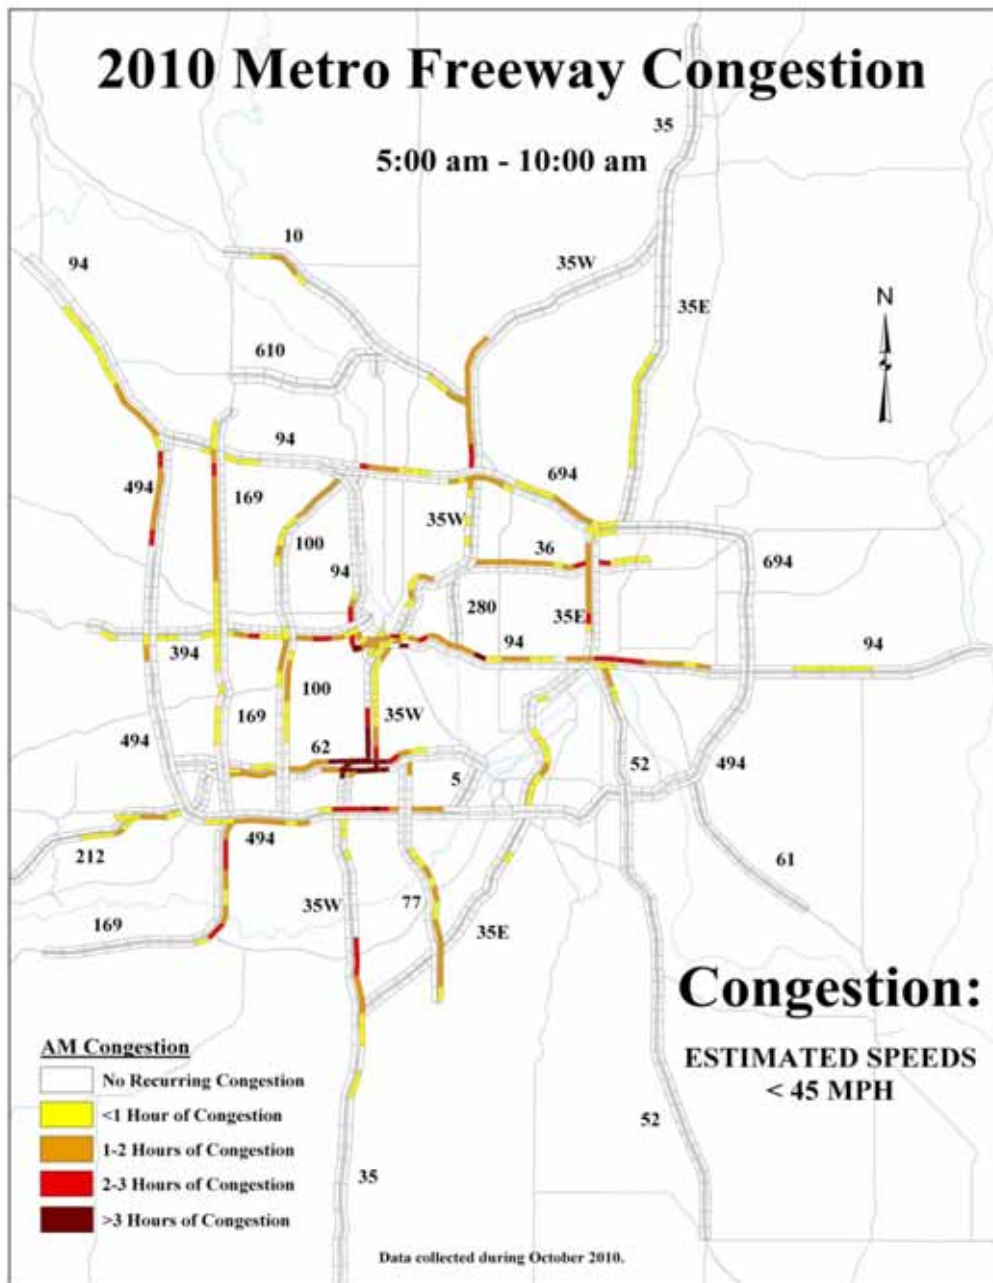 2010 Metro Freeway Congestion
5:00 am - 10:00 am
35
10
35W
94
N
35E
610
94
694
494
169
35W
100
36
694
94
280
35E
94
94
394
100
169
35W
494
62
52
494
5
494
212
61
35W
77
169
35E
Congestion:
ESTIMATED SPEEDS
< 45 MPH
AM Congestion
No Recurring Congestion
<1 Hour of Congestion
1-2 Hours of Congestion
2-3 Hours of Congestion
>3 Hours of Congestion
52
35
Data collected during October 2010.